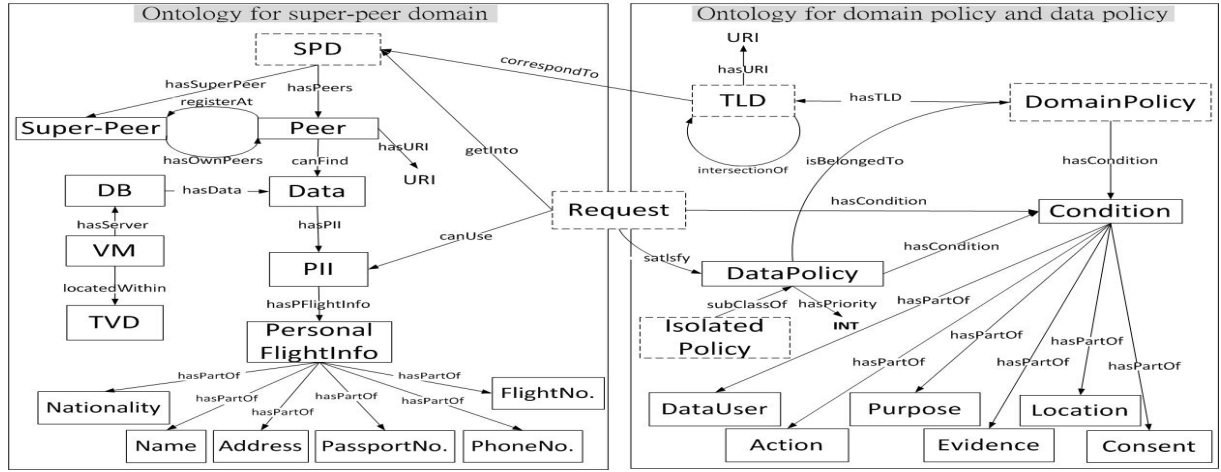 Ontology for super-peer domain
SPD
hasSuperPeer
hasPeers
registerAt
Super-Peer
Peer
hasOwnPeers
hasURI
canFind
URI
DB
hasData
Data
hasServer
hasPII
VM
PII
locatedWithin
hasPFlightInfo
TVD
Personal
FlightInfo
hasPartOf
hasPartOf
hasPartOf
hasPartOf
hasPartOf
hasPartOf
FlightNo.
Nationality
Name
Address
PassportNo.
PhoneNo.
correspondTo
getInto
Request
canUse
Ontology for domain policy and data policy
URI
hasURI
TLD
hasTLD
DomainPolicy
intersectionOf
isBelongedTo
hasCondition
hasCondition
Condition
satIsfy
hasCondition
DataPolicy
subClassOf
hasPriority
INT
Isolated
Policy
hasPartOf
hasPartOf
hasPartOf
hasPartOf
hasPartOf
hasPartOf
DataUser
Purpose
Location
Action
Evidence
Consent